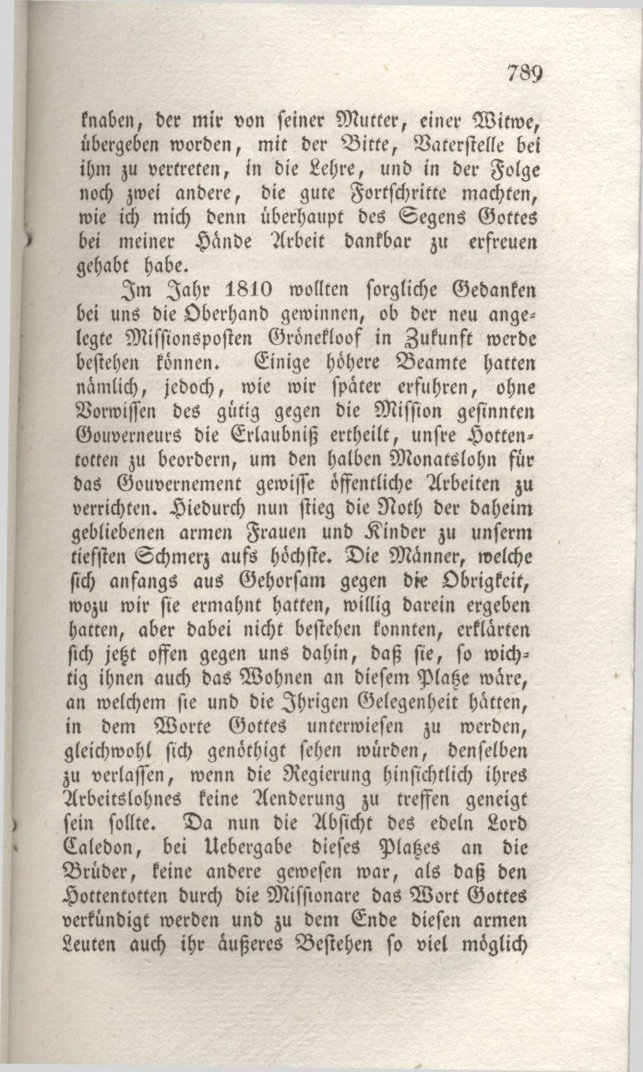 789
knaben, der mir von seiner Mutter, einer Witwe,
übergeben worden, mit der Bitte, Vaterstelle bei
ihm zu vertreten, in die Lehre, und in der Folge
noch zwei andere, die gute Fortschritte machten,
wie ich mich denn überhaupt des Segens Gottes
bei meiner Hände Arbeit dankbar zu erfreuen
gehabt habe.
Im Jahr 1810 wollten sorgliche Gedanken
bei uns die Oberhand gewinnen, ob der neu ange-
legte Missionsposten Grönekloof in Zukunft werde
bestehen können. Einige höhere Beamte hatten
nämlich, jedoch, wie wir später erfuhren, ohne
Vorwissen des gütig gegen die Mission gesinnten
Gouverneurs die Erlaubniß ertheilt, unsre Hotten-
totten zu beordern, um den halben Monatslohn für
das Gouvernement gewisse öffentliche Arbeiten zu
verrichten. Hiedurch nun stieg die Noth der daheim
gebliebenen armen Frauen und Kinder zu unserm
tiefsten Schmerz aufs höchste. Die Männer, welche
sich anfangs aus Gehorsam gegen die Obrigkeit,
wozu wir sie ermahnt hatten, willig darein ergeben
hatten, aber dabei nicht bestehen konnten, erklärten
sich jetzt offen gegen uns dahin, daß sie, so wich-
tig ihnen auch das Wohnen an diesem Platze wäre,
an welchem sie und die Ihrigen Gelegenheit hätten,
in dem Worte Gottes unterwiesen zu werden,
gleichwohl sich genöthigt sehen würden, denselben
zu verlassen, wenn die Regierung hinsichtlich ihres
Arbeitslohnes keine Aenderung zu treffen geneigt
sein sollte. Da nun die Absicht des edeln Lord
Caledon, bei Uebergabe dieses Platzes an die
Brüder, keine andere gewesen war, als daß den
Hottentotten durch die Missionare das Wort Gottes
verkündigt werden und zu dem Ende diesen armen
Leuten auch ihr äußeres Bestehen so viel möglich